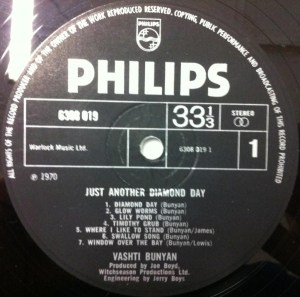 ALL RIGHTS OF THE RECORD PRODUCER AND OF THE OWNER OF THE WORK REPRODUCED RESERVED. COPYING, PUBLIC PERFORMANCE AND BROADCASTING OF THIS RECORD PROHIBITED
PHILIPS
PHILIPS
6308 019
33 1/3
STEREO
Warlock Music Ltd.
6308 019 1
1
℗ 1970
JUST ANOTHER DIAMOND DAY
1. DIAMOND DAY (Bunyan)
2. GLOW WORMS (Bunyan)
3. LILY POND (Bunyan)
4. TIMOTHY GRUB (Bunyan)
5. WHERE I LIKE TO STAND (Bunyan/James)
6. SWALLOW SONG (Bunyan)
7. WINDOW OVER THE BAY (Bunyan/Lewis)
VASHTI BUNYAN
Produced by Joe Boyd,
Witchseason Productions Ltd.
Engineering by Jerry Boys